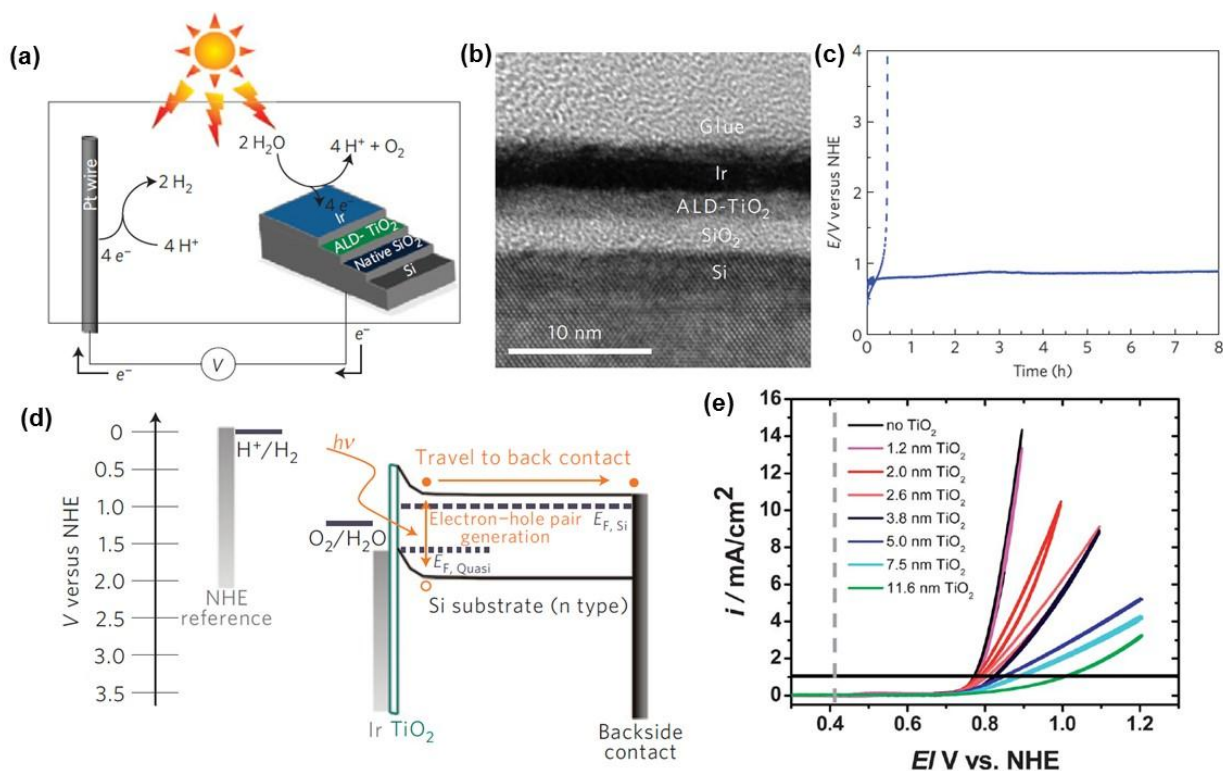 (a)
Pt wire
2 H₂
4 e⁻
4 H⁺
2 H₂O
4 H⁺ + O₂
4 e⁻
Ir
ALD- TiO₂
Native SiO₂
Si
e⁻
V
e⁻
(b)
Glue
Ir
ALD-TiO₂
SiO₂
Si
10 nm
(c)
E/V versus NHE
4
3
2
1
0
0 1 2 3 4 5 6 7 8
Time (h)
(d)
V versus NHE
0
0.5
1.0
1.5
2.0
2.5
3.0
3.5
H⁺/H₂
NHE
reference
O₂/H₂O
hν
Travel to back contact
Electron–hole pair
generation
E F, Si
E F, Quasi
Si substrate (n type)
Ir TiO₂
Backside
contact
(e)
i / mA/cm²
16
14
12
10
8
6
4
2
0
no TiO₂
1.2 nm TiO₂
2.0 nm TiO₂
2.6 nm TiO₂
3.8 nm TiO₂
5.0 nm TiO₂
7.5 nm TiO₂
11.6 nm TiO₂
0.4 0.6 0.8 1.0 1.2
E/ V vs. NHE